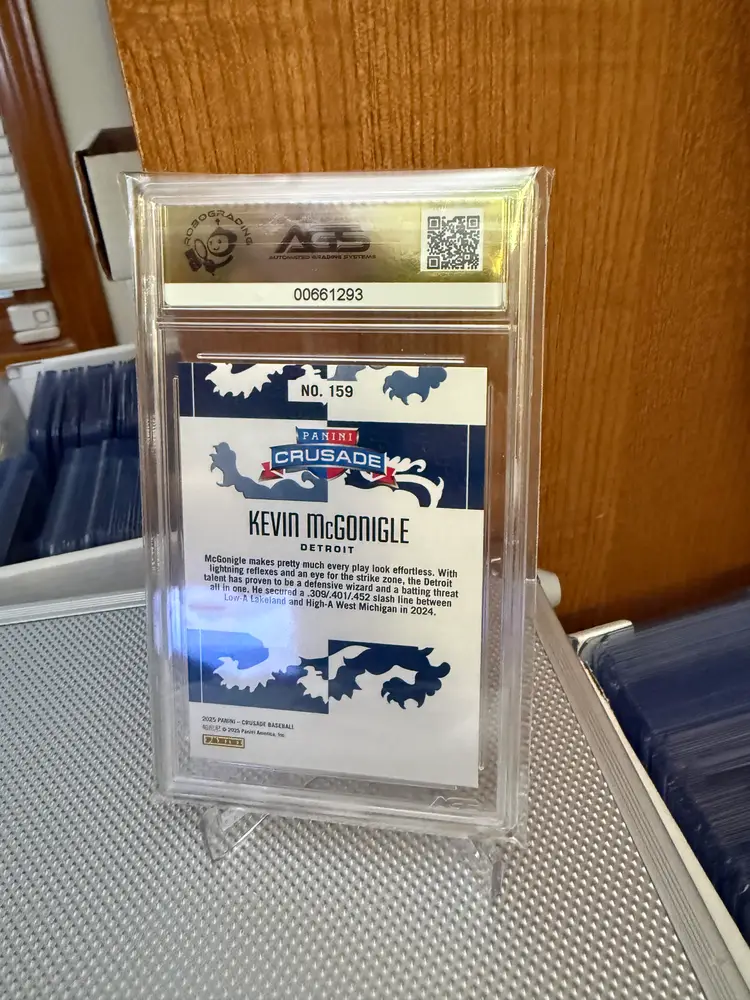 ROBOGRADING
AGS
AUTOMATED GRADING SYSTEMS
00661293
NO. 159
PANINI
CRUSADE
KEVIN McGONIGLE
DETROIT
McGonigle makes pretty much every play look effortless. With
lightning reflexes and an eye for the strike zone, the Detroit
talent has proven to be a defensive wizard and a batting threat
all in one. He secured a .309/.401/.452 slash line between
Low-A Lakeland and High-A West Michigan in 2024.
2025 PANINI – CRUSADE BASEBALL
© 2025 Panini America, Inc.
PANINI
AGS